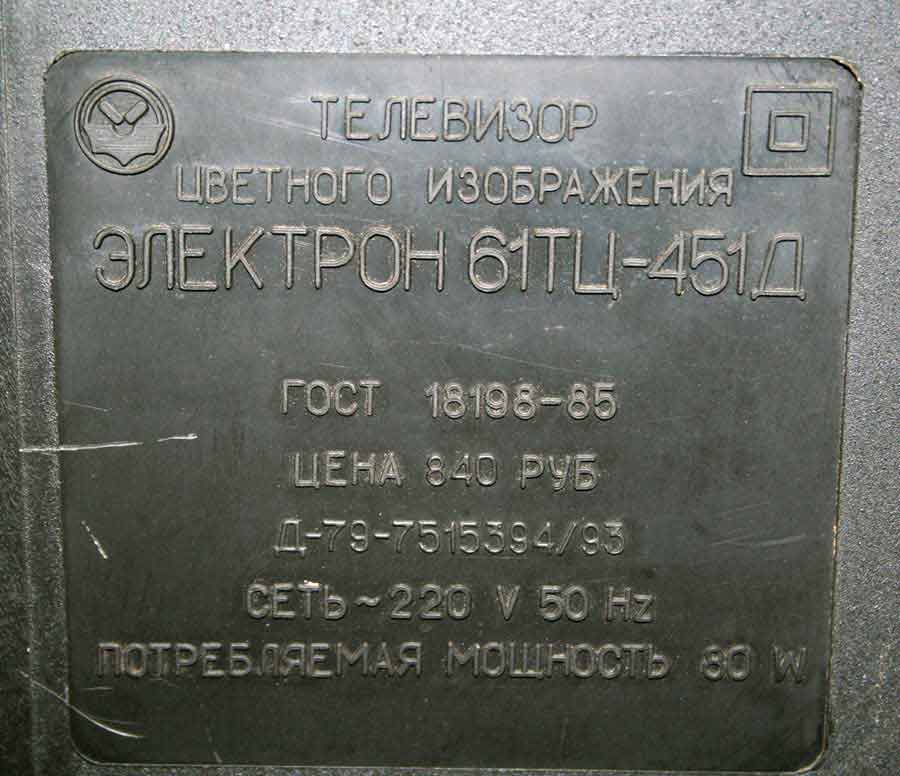 ТЕЛЕВИЗОР
ЦВЕТНОГО ИЗОБРАЖЕНИЯ
ЭЛЕКТРОН 61ТЦ-451Д
ГОСТ 18198-85
ЦЕНА 840 РУБ
Д-79-7515394/93
СЕТЬ ~ 220 V 50 Hz
ПОТРЕБЛЯЕМАЯ МОЩНОСТЬ 80 W